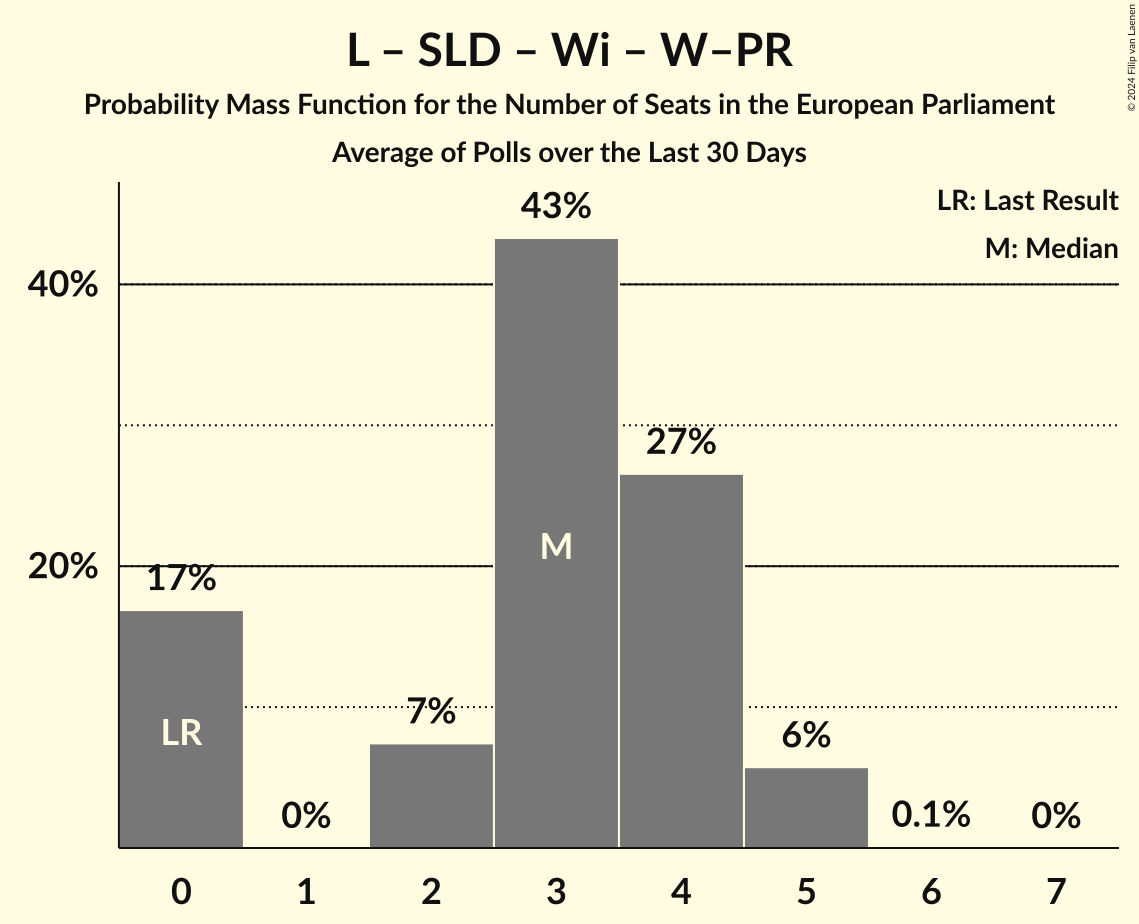 L – SLD – Wi – W–PR
Probability Mass Function for the Number of Seats in the European Parliament
Average of Polls over the Last 30 Days
© 2024 Filip van Laenen
LR: Last Result
M: Median
43%
40%
27%
M
20%
17%
7%
LR
6%
0%
0.1%
0%
0 1 2 3 4 5 6 7